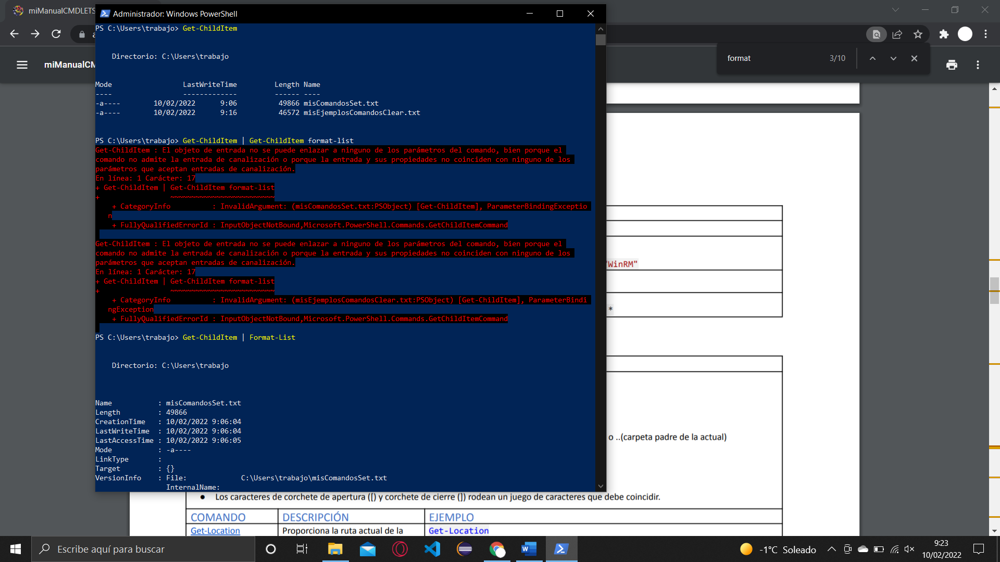 miManualCMDLETS
Administrador: Windows PowerShell
PS C:\Users\trabajo> Get-ChildItem
Directorio: C:\Users\trabajo
Mode LastWriteTime Length Name
---- ------------- ------ ----
-a---- 10/02/2022 9:06 49866 misComandosSet.txt
-a---- 10/02/2022 9:16 46572 misEjemplosComandosClear.txt
PS C:\Users\trabajo> Get-ChildItem | Get-ChildItem format-list
Get-ChildItem : El objeto de entrada no se puede enlazar a ninguno de los parámetros del comando, bien porque el
comando no admite la entrada de canalización o porque la entrada y sus propiedades no coinciden con ninguno de los
parámetros que aceptan entradas de canalización.
En línea: 1 Carácter: 17
+ Get-ChildItem | Get-ChildItem format-list
+ ~~~~~~~~~~~~~~~~~~~~~~~~~
+ CategoryInfo : InvalidArgument: (misComandosSet.txt:PSObject) [Get-ChildItem], ParameterBindingExceptio
n
+ FullyQualifiedErrorId : InputObjectNotBound,Microsoft.PowerShell.Commands.GetChildItemCommand
Get-ChildItem : El objeto de entrada no se puede enlazar a ninguno de los parámetros del comando, bien porque el
comando no admite la entrada de canalización o porque la entrada y sus propiedades no coinciden con ninguno de los
parámetros que aceptan entradas de canalización.
En línea: 1 Carácter: 17
+ Get-ChildItem | Get-ChildItem format-list
+ ~~~~~~~~~~~~~~~~~~~~~~~~~
+ CategoryInfo : InvalidArgument: (misEjemplosComandosClear.txt:PSObject) [Get-ChildItem], ParameterBindi
ngException
+ FullyQualifiedErrorId : InputObjectNotBound,Microsoft.PowerShell.Commands.GetChildItemCommand
PS C:\Users\trabajo> Get-ChildItem | Format-List
Directorio: C:\Users\trabajo
Name : misComandosSet.txt
Length : 49866
CreationTime : 10/02/2022 9:06:04
LastWriteTime : 10/02/2022 9:06:04
LastAccessTime : 10/02/2022 9:06:05
Mode : -a----
LinkType :
Target : {}
VersionInfo : File: C:\Users\trabajo\misComandosSet.txt
InternalName:
miManualCM
format 3/10
"WinRM"
*
o ..(carpeta padre de la actual)
● Los caracteres de corchete de apertura ([) y corchete de cierre (]) rodean un juego de caracteres que debe coincidir.
COMANDO DESCRIPCIÓN EJEMPLO
Get-Location Proporciona la ruta actual de la Get-Location
Escribe aquí para buscar
-1°C Soleado
9:23
10/02/2022